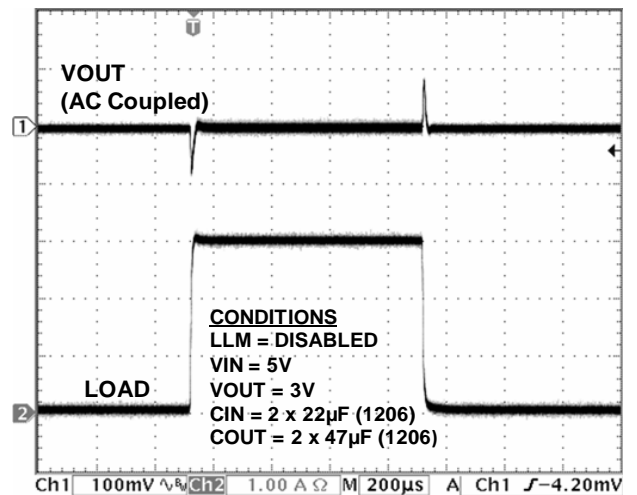 T
VOUT
(AC Coupled)
1
CONDITIONS
LLM = DISABLED
VIN = 5V
VOUT = 3V
CIN = 2 x 22µF (1206)
COUT = 2 x 47µF (1206)
LOAD
2
Ch1 100mV ∿ BW Ch2 1.00 A Ω M 200µs A Ch1 ʃ −4.20mV